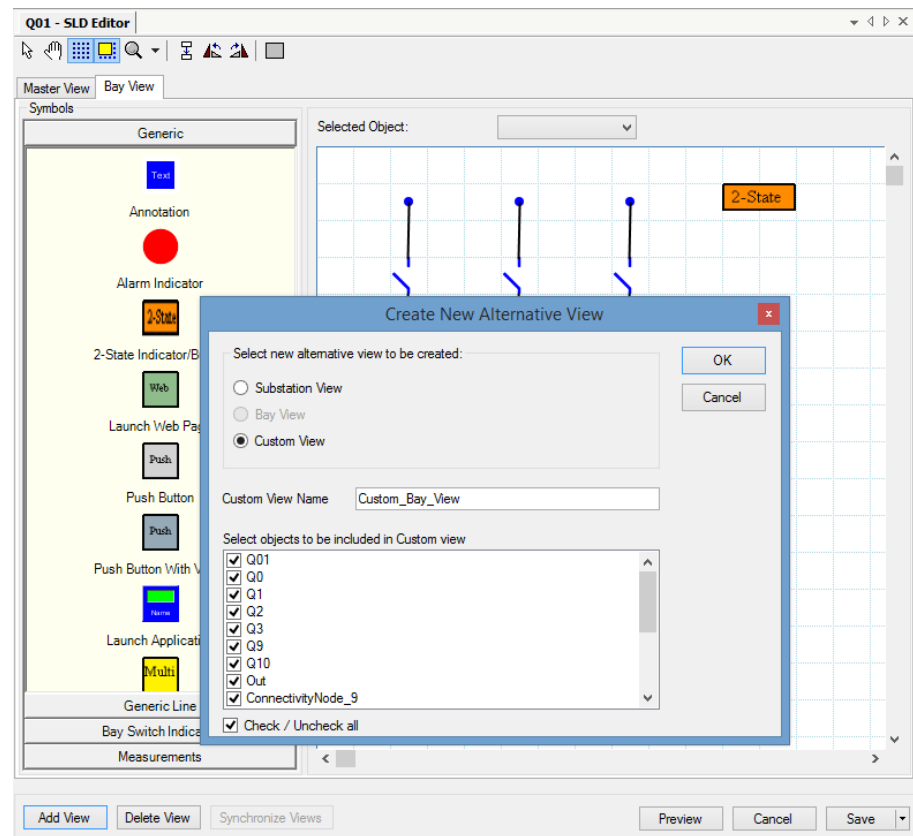 Q01 - SLD Editor
Master View
Bay View
Symbols
Generic
Selected Object:
Text
Annotation
2-State
Alarm Indicator
Create New Alternative View
x
2-State
Select new alternative view to be created:
OK
2-State Indicator/B
Web
Substation View
Cancel
Bay View
Launch Web Pa
Custom View
Push
Push Button
Custom View Name
Custom_Bay_View
Push
Select objects to be included in Custom view
Q01
Push Button With V
Q0
Q1
Name
Q2
Q3
Launch Applicati
Q9
Q10
Multi
Out
ConnectivityNode_9
Generic Line
Check / Uncheck all
Bay Switch Indica
Measurements
Add View
Delete View
Synchronize Views
Preview
Cancel
Save